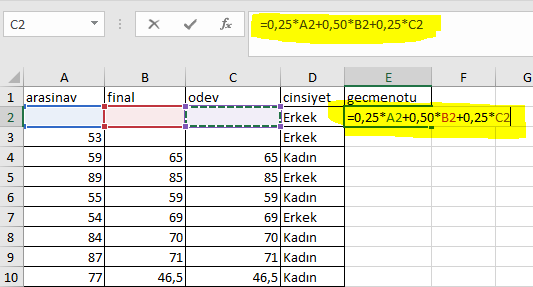 C2 fx =0,25*A2+0,50*B2+0,25*C2
A B C D E F G
1 arasinav final odev cinsiyet gecmenotu
2 Erkek =0,25*A2+0,50*B2+0,25*C2
3 53 Erkek
4 59 65 65 Kadın
5 89 85 85 Erkek
6 55 59 59 Kadın
7 54 69 69 Erkek
8 84 70 70 Kadın
9 87 71 71 Kadın
10 77 46,5 46,5 Kadın